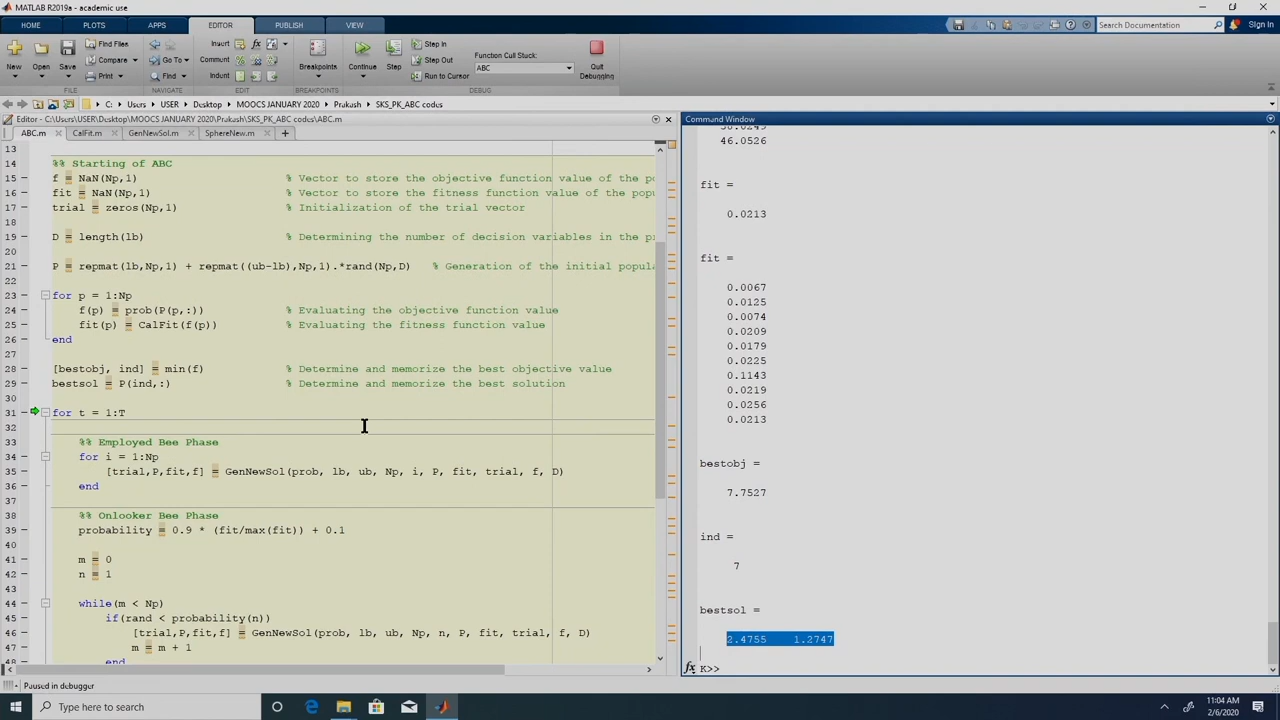 MATLAB R2019a - academic use
HOME PLOTS APPS EDITOR PUBLISH VIEW
Search Documentation
Sign In
New Open Save
Find Files
Compare
Print
Go To
Find
Insert
Comment
Indent
Breakpoints
Continue
Step
Step In
Step Out
Run to Cursor
Function Call Stack:
ABC
Quit
Debugging
FILE NAVIGATE EDIT DEBUG
C: Users USER Desktop MOOCS JANUARY 2020 Prakash SKS_PK_ABC codes
Editor - C:\Users\USER\Desktop\MOOCS JANUARY 2020\Prakash\SKS_PK_ABC codes\ABC.m
ABC.m CalFit.m GenNewSol.m SphereNew.m
13
14 %% Starting of ABC
15 f = NaN(Np,1) % Vector to store the objective function value of the po
16 fit = NaN(Np,1) % Vector to store the fitness function value of the popu
17 trial = zeros(Np,1) % Initialization of the trial vector
18
19 D = length(lb) % Determining the number of decision variables in the pr
20
21 P = repmat(lb,Np,1) + repmat((ub-lb),Np,1).*rand(Np,D) % Generation of the initial popula
22
23 for p = 1:Np
24 f(p) = prob(P(p,:)) % Evaluating the objective function value
25 fit(p) = CalFit(f(p)) % Evaluating the fitness function value
26 end
27
28 [bestobj, ind] = min(f) % Determine and memorize the best objective value
29 bestsol = P(ind,:) % Determine and memorize the best solution
30
31 for t = 1:T
32
33 %% Employed Bee Phase
34 for i = 1:Np
35 [trial,P,fit,f] = GenNewSol(prob, lb, ub, Np, i, P, fit, trial, f, D)
36 end
37
38 %% Onlooker Bee Phase
39 probability = 0.9 * (fit/max(fit)) + 0.1
40
41 m = 0
42 n = 1
43
44 while(m < Np)
45 if(rand < probability(n))
46 [trial,P,fit,f] = GenNewSol(prob, lb, ub, Np, n, P, fit, trial, f, D)
47 m = m + 1
48 end
Command Window
38.0245
46.0526
fit =
0.0213
fit =
0.0067
0.0125
0.0074
0.0209
0.0179
0.0225
0.1143
0.0219
0.0256
0.0213
bestobj =
7.7527
ind =
7
bestsol =
2.4755 1.2747
fx K>>
Paused in debugger
Type here to search
11:04 AM
2/6/2020